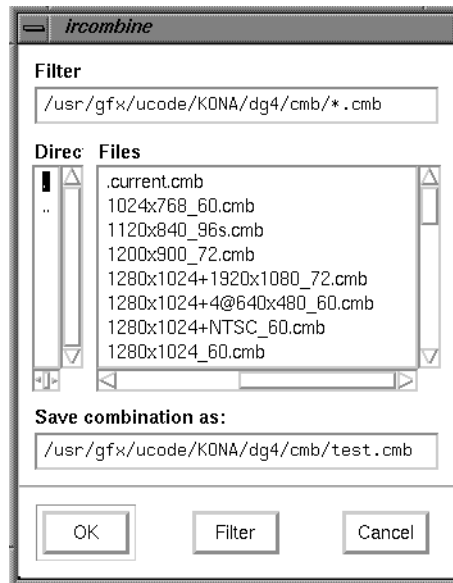 ircombine
Filter
/usr/gfx/ucode/KONA/dg4/cmb/*.cmb
Direc Files
.
..
.current.cmb
1024x768_60.cmb
1120x840_96s.cmb
1200x900_72.cmb
1280x1024+1920x1080_72.cmb
1280x1024+4@640x480_60.cmb
1280x1024+NTSC_60.cmb
1280x1024_60.cmb
Save combination as:
/usr/gfx/ucode/KONA/dg4/cmb/test.cmb
OK Filter Cancel